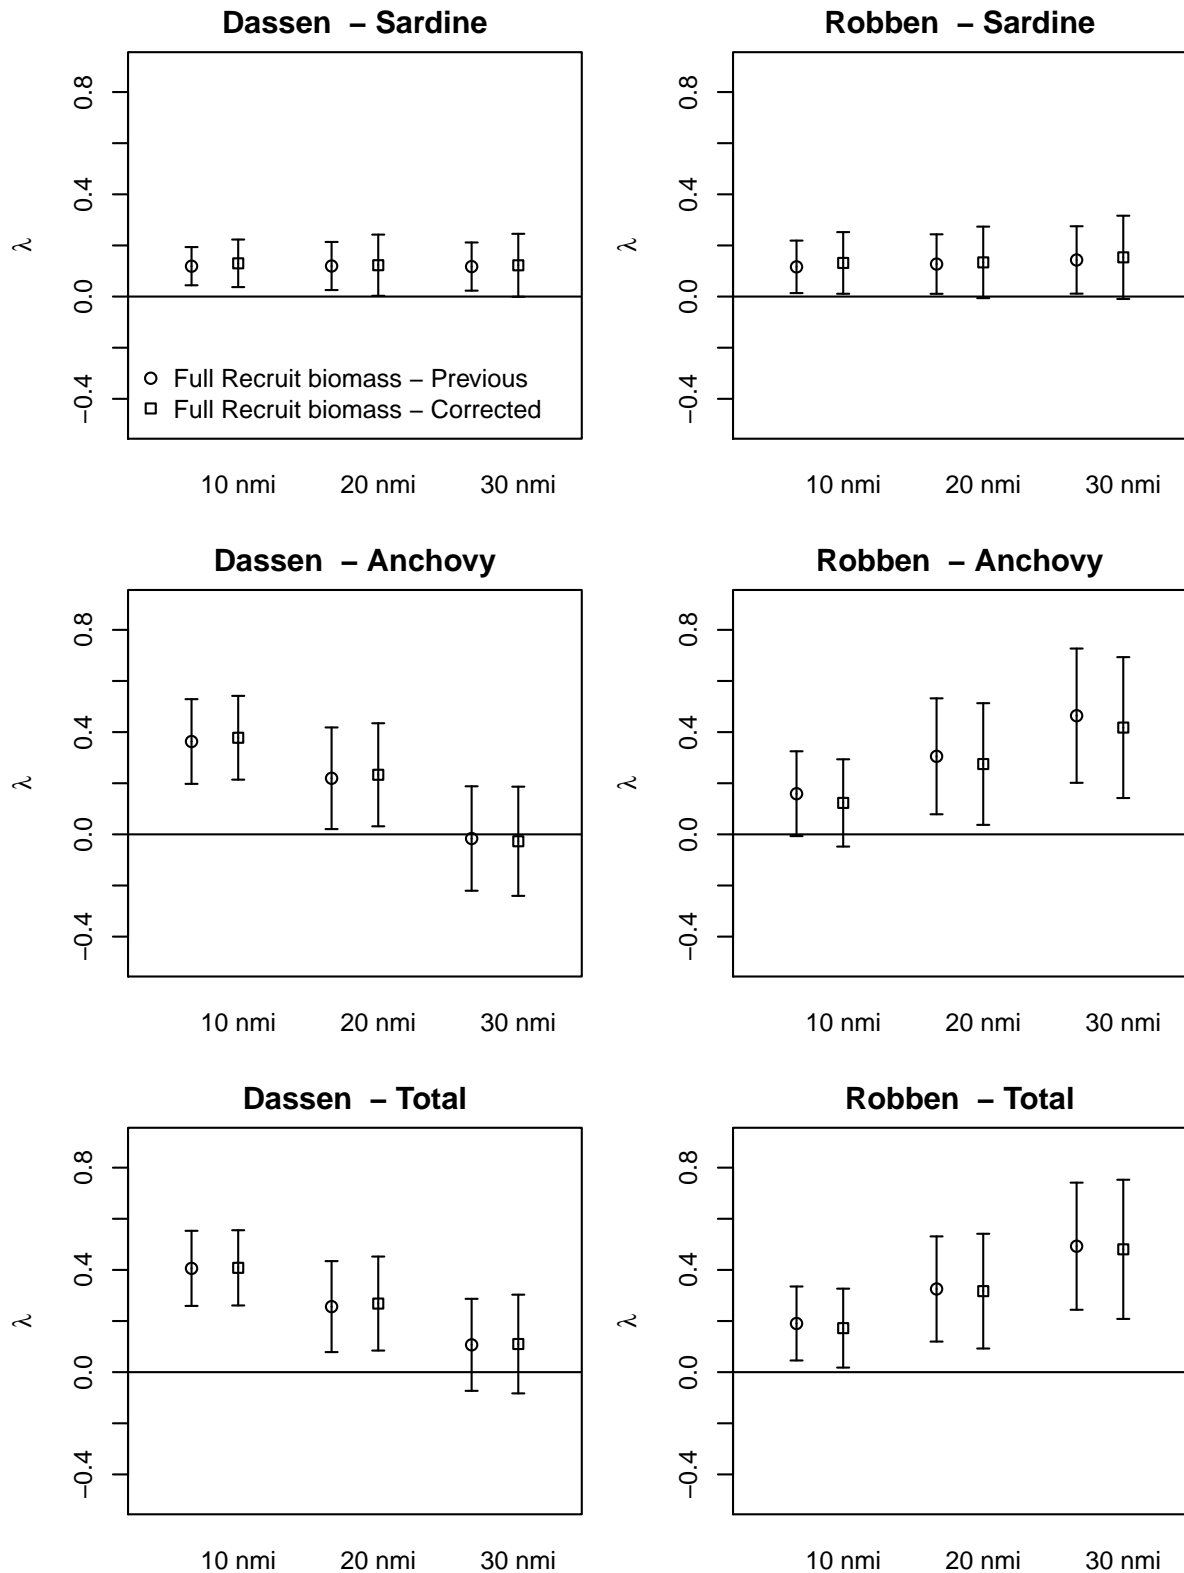 Dassen – Sardine
λ
0.8
0.4
0.0
−0.4
Full Recruit biomass – Previous
Full Recruit biomass – Corrected
10 nmi 20 nmi 30 nmi
Robben – Sardine
λ
0.8
0.4
0.0
−0.4
10 nmi 20 nmi 30 nmi
Dassen – Anchovy
λ
0.8
0.4
0.0
−0.4
10 nmi 20 nmi 30 nmi
Robben – Anchovy
λ
0.8
0.4
0.0
−0.4
10 nmi 20 nmi 30 nmi
Dassen – Total
λ
0.8
0.4
0.0
−0.4
10 nmi 20 nmi 30 nmi
Robben – Total
λ
0.8
0.4
0.0
−0.4
10 nmi 20 nmi 30 nmi